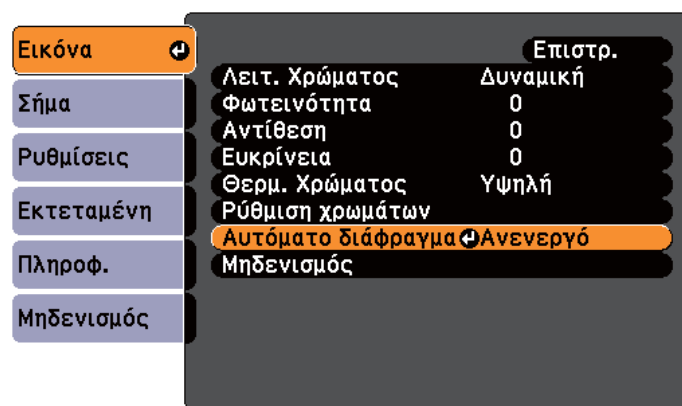 Εικόνα
Σήμα
Ρυθμίσεις
Εκτεταμένη
Πληροφ.
Μηδενισμός
Επιστρ.
Λειτ. Χρώματος Δυναμική
Φωτεινότητα 0
Αντίθεση 0
Ευκρίνεια 0
Θερμ. Χρώματος Υψηλή
Ρύθμιση χρωμάτων
Αυτόματο διάφραγμα Ανενεργό
Μηδενισμός